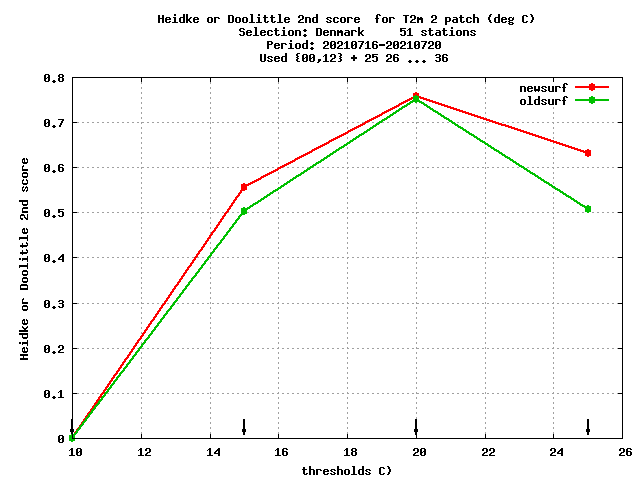 Heidke or Doolittle 2nd score  for T2m 2 patch (deg C)
Selection: Denmark     51 stations
Period: 20210716-20210720
Used {00,12} + 25 26 ... 36
newsurf
oldsurf
0.8
0.7
0.6
0.5
0.4
0.3
0.2
0.1
0
Heidke or Doolittle 2nd score
10 12 14 16 18 20 22 24 26
thresholds C)